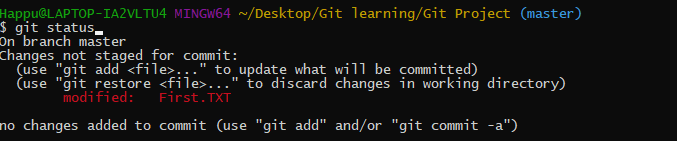 Happu@LAPTOP-IA2VLTU4 MINGW64 ~/Desktop/Git learning/Git Project (master)
$ git status
On branch master
Changes not staged for commit:
  (use "git add <file>..." to update what will be committed)
  (use "git restore <file>..." to discard changes in working directory)
        modified:   First.TXT

no changes added to commit (use "git add" and/or "git commit -a")